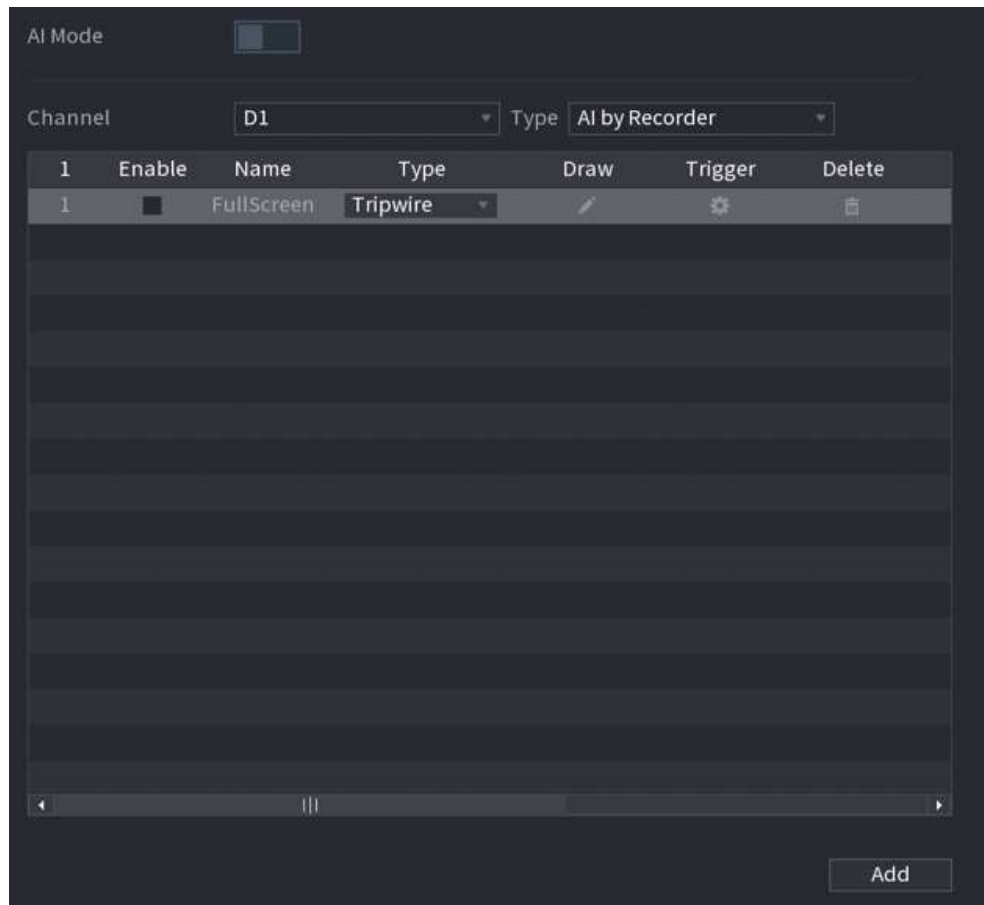 AI Mode
Channel D1 Type AI by Recorder
1 Enable Name Type Draw Trigger Delete
1 FullScreen Tripwire
Add